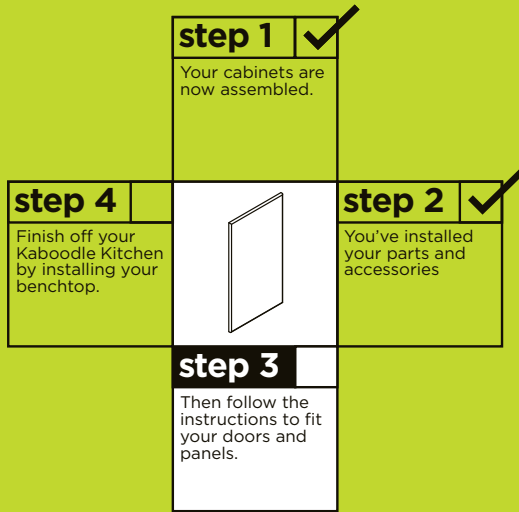 step 1
Your cabinets are
now assembled.
step 2
You've installed
your parts and
accessories
step 3
Then follow the
instructions to fit
your doors and
panels.
step 4
Finish off your
Kaboodle Kitchen
by installing your
benchtop.